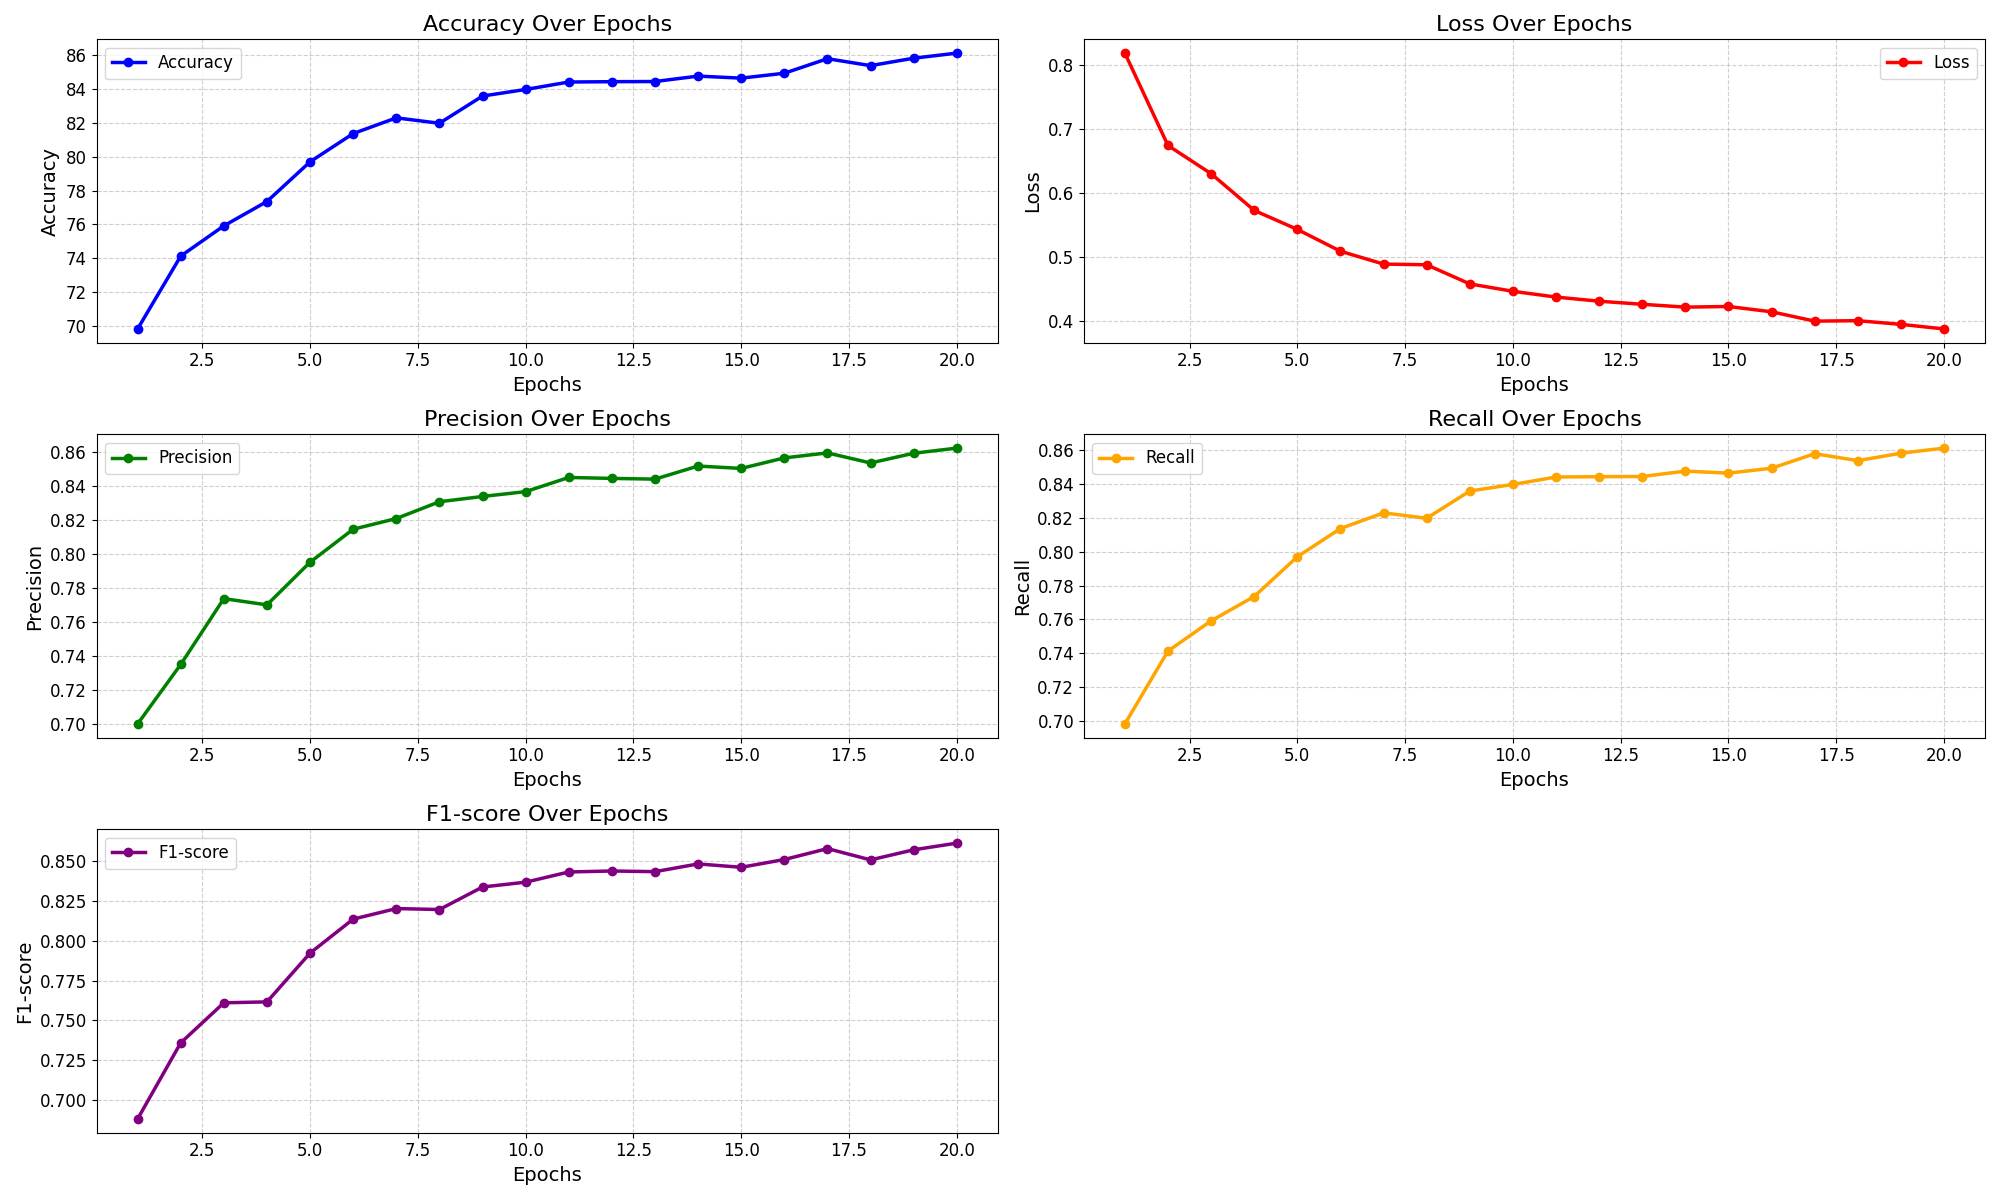 Accuracy Over Epochs
Accuracy
Accuracy
86
84
82
80
78
76
74
72
70
2.5 5.0 7.5 10.0 12.5 15.0 17.5 20.0
Epochs
Loss Over Epochs
Loss
Loss
0.8
0.7
0.6
0.5
0.4
2.5 5.0 7.5 10.0 12.5 15.0 17.5 20.0
Epochs
Precision Over Epochs
Precision
Precision
0.86
0.84
0.82
0.80
0.78
0.76
0.74
0.72
0.70
2.5 5.0 7.5 10.0 12.5 15.0 17.5 20.0
Epochs
Recall Over Epochs
Recall
Recall
0.86
0.84
0.82
0.80
0.78
0.76
0.74
0.72
0.70
2.5 5.0 7.5 10.0 12.5 15.0 17.5 20.0
Epochs
F1-score Over Epochs
F1-score
F1-score
0.850
0.825
0.800
0.775
0.750
0.725
0.700
2.5 5.0 7.5 10.0 12.5 15.0 17.5 20.0
Epochs